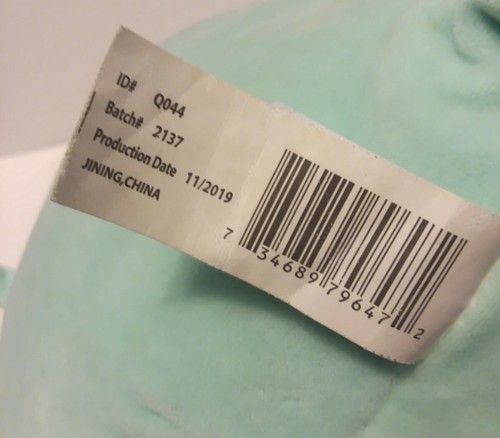 ID# Q044
Batch# 2137
Production Date 11/2019
JINING,CHINA
7 34689 79647 2